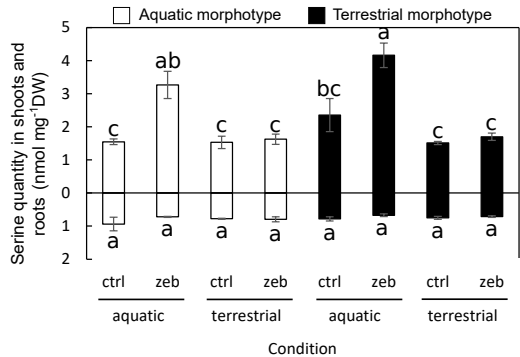 Aquatic morphotype Terrestrial morphotype
Serine quantity in shoots and
roots (nmol mg⁻¹DW)
5
4
3
2
1
0
1
2
c ab c c bc a c c
a a a a a a a a
ctrl zeb ctrl zeb ctrl zeb ctrl zeb
aquatic terrestrial aquatic terrestrial
Condition